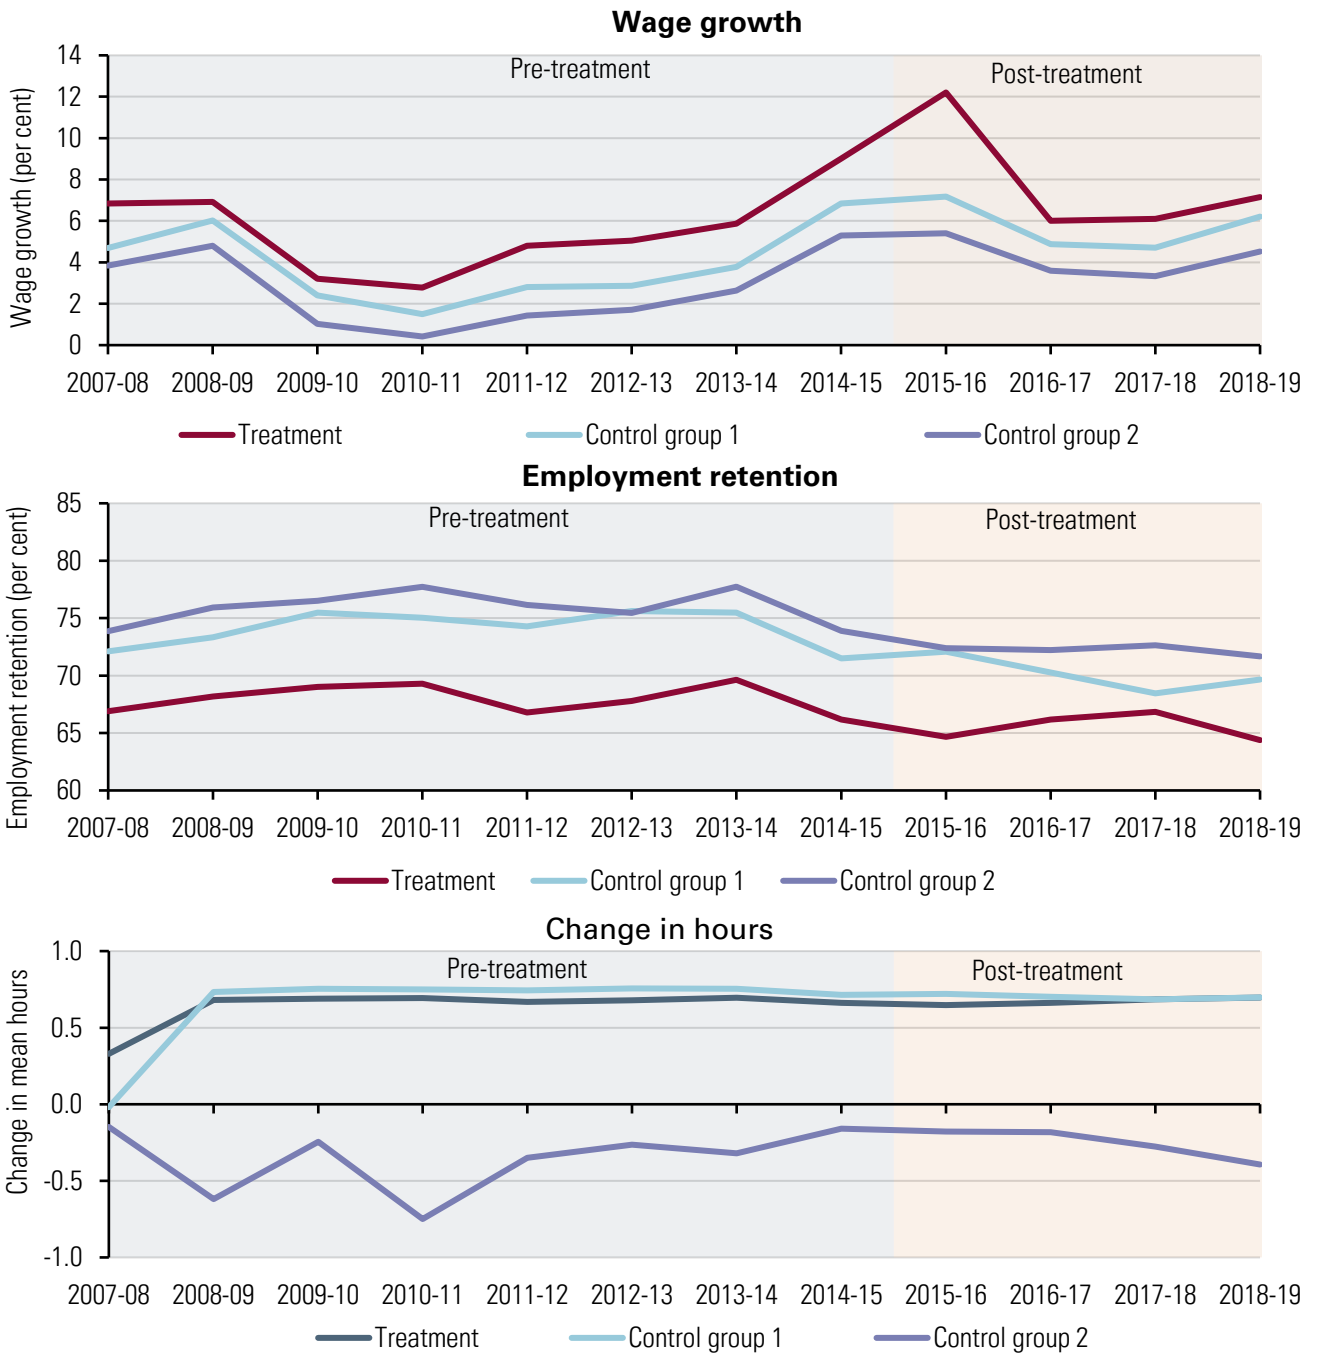 Wage growth
Wage growth (per cent)
14
12
10
8
6
4
2
0
Pre-treatment
Post-treatment
2007-08 2008-09 2009-10 2010-11 2011-12 2012-13 2013-14 2014-15 2015-16 2016-17 2017-18 2018-19
Treatment Control group 1 Control group 2
Employment retention
Employment retention (per cent)
85
80
75
70
65
60
Pre-treatment
Post-treatment
2007-08 2008-09 2009-10 2010-11 2011-12 2012-13 2013-14 2014-15 2015-16 2016-17 2017-18 2018-19
Treatment Control group 1 Control group 2
Change in hours
Change in mean hours
1.0
0.5
0.0
-0.5
-1.0
Pre-treatment
Post-treatment
2007-08 2008-09 2009-10 2010-11 2011-12 2012-13 2013-14 2014-15 2015-16 2016-17 2017-18 2018-19
Treatment Control group 1 Control group 2